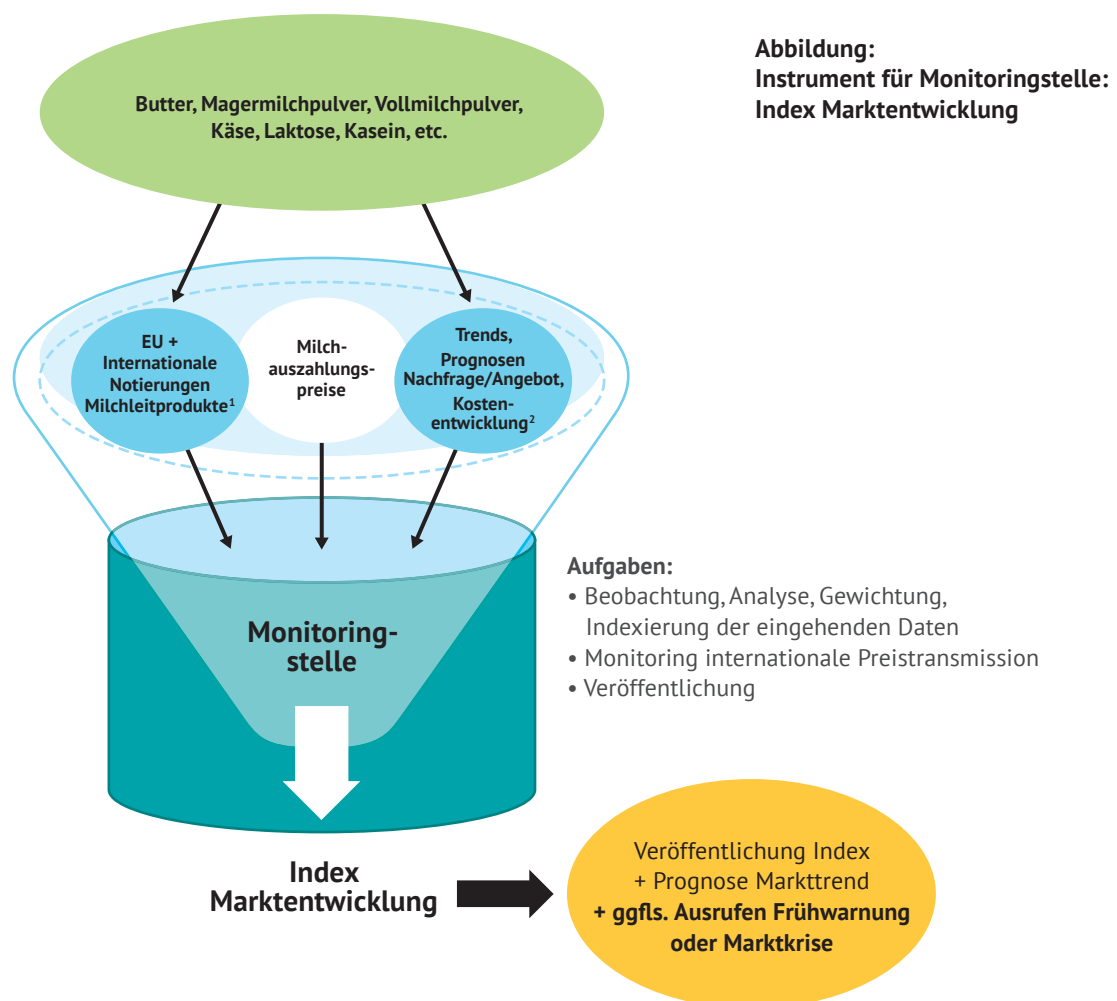 Abbildung:
Instrument für Monitoringstelle:
Index Marktentwicklung
Butter, Magermilchpulver, Vollmilchpulver,
Käse, Laktose, Kasein, etc.
EU +
Internationale
Notierungen
Milchleitprodukte¹
Milch-
auszahlungs-
preise
Trends,
Prognosen
Nachfrage/Angebot,
Kosten-
entwicklung²
Monitoring-
stelle
Aufgaben:
• Beobachtung, Analyse, Gewichtung,
Indexierung der eingehenden Daten
• Monitoring internationale Preistransmission
• Veröffentlichung
Index
Marktentwicklung
Veröffentlichung Index
+ Prognose Markttrend
+ ggfls. Ausrufen Frühwarnung
oder Marktkrise